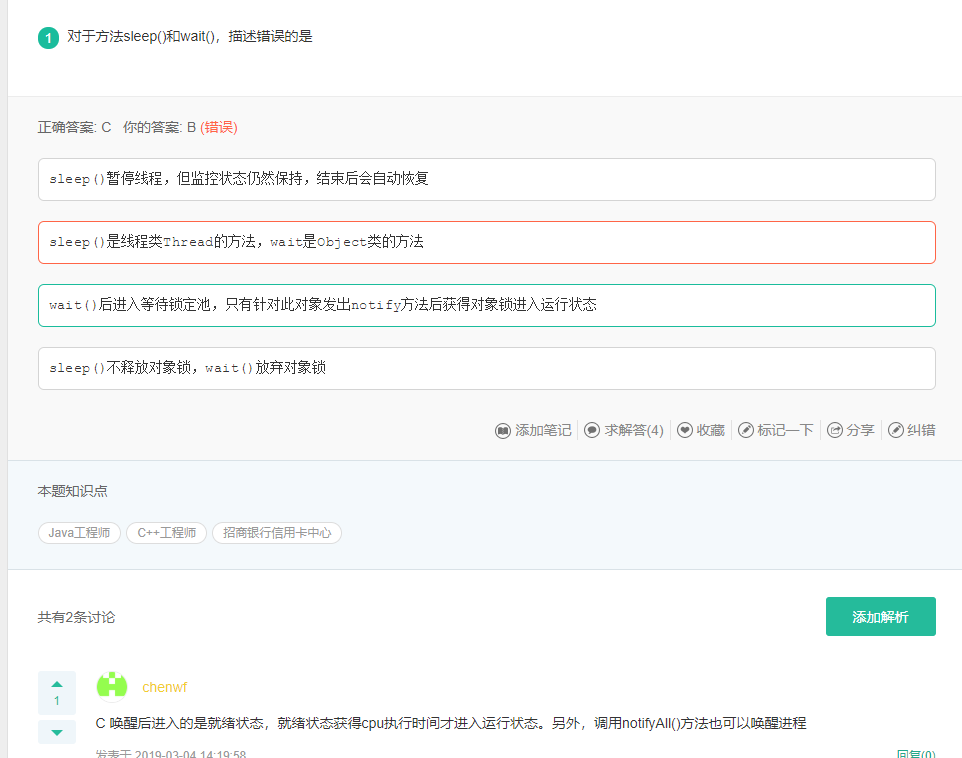 1 对于方法sleep()和wait()，描述错误的是
正确答案: C 你的答案: B (错误)
sleep()暂停线程，但监控状态仍然保持，结束后会自动恢复
sleep()是线程类Thread的方法，wait是Object类的方法
wait()后进入等待锁定池，只有针对此对象发出notify方法后获得对象锁进入运行状态
sleep()不释放对象锁，wait()放弃对象锁
添加笔记 求解答(4) 收藏 标记一下 分享 纠错
本题知识点
Java工程师 C++工程师 招商银行信用卡中心
共有2条讨论 添加解析
1 chenwf
C 唤醒后进入的是就绪状态，就绪状态获得cpu执行时间才进入运行状态。另外，调用notifyAll()方法也可以唤醒进程
发表于 2019-03-04 14:19:58 回复(0)